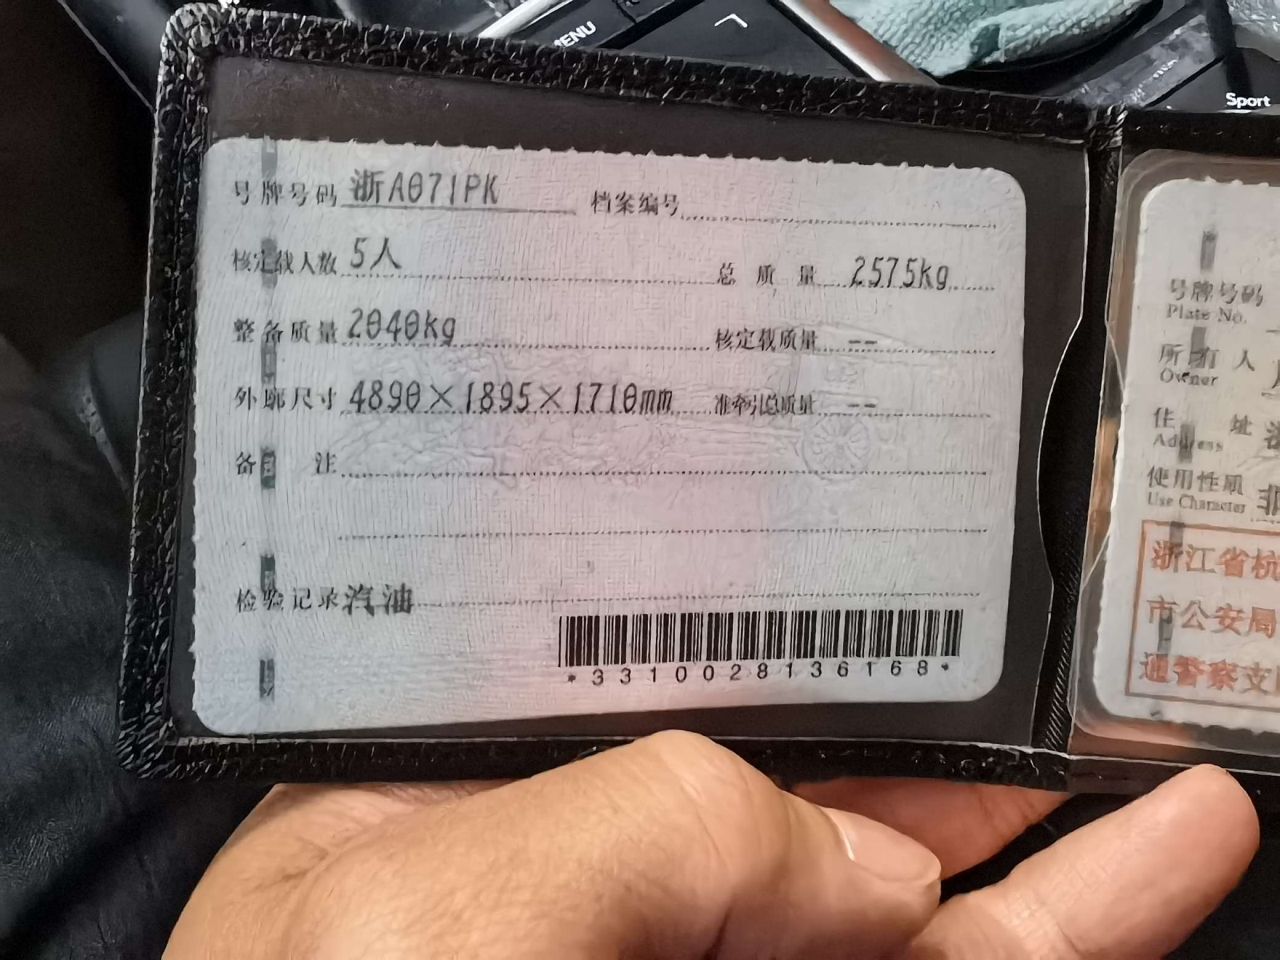 MENU
Sport
号牌号码 浙A071PK 档案编号
核定载人数 5人 总质量 2575kg
整备质量 2040kg 核定载质量 --
外廓尺寸 4890×1895×1710mm 准牵引总质量 --
备注
检验记录 汽油
*3310028136168*
号牌号码
Plate No.
所有人
Owner
住址
Address
使用性质 非
Use Character
浙江省杭
市公安局
通警察支